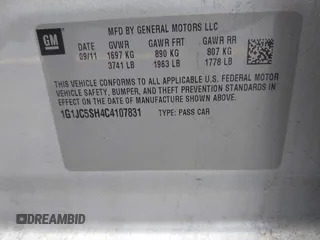 MFD BY GENERAL MOTORS LLC
GM
DATE GVWR GAWR FRT GAWR RR
09/11 1697 KG 890 KG 807 KG
3741 LB 1963 LB 1778 LB
THIS VEHICLE CONFORMS TO ALL APPLICABLE U.S. FEDERAL MOTOR
VEHICLE SAFETY, BUMPER, AND THEFT PREVENTION STANDARDS IN
EFFECT ON THE DATE OF MANUFACTURE SHOWN ABOVE.
1G1JC5SH4C4107831 TYPE: PASS CAR
DREAMBID